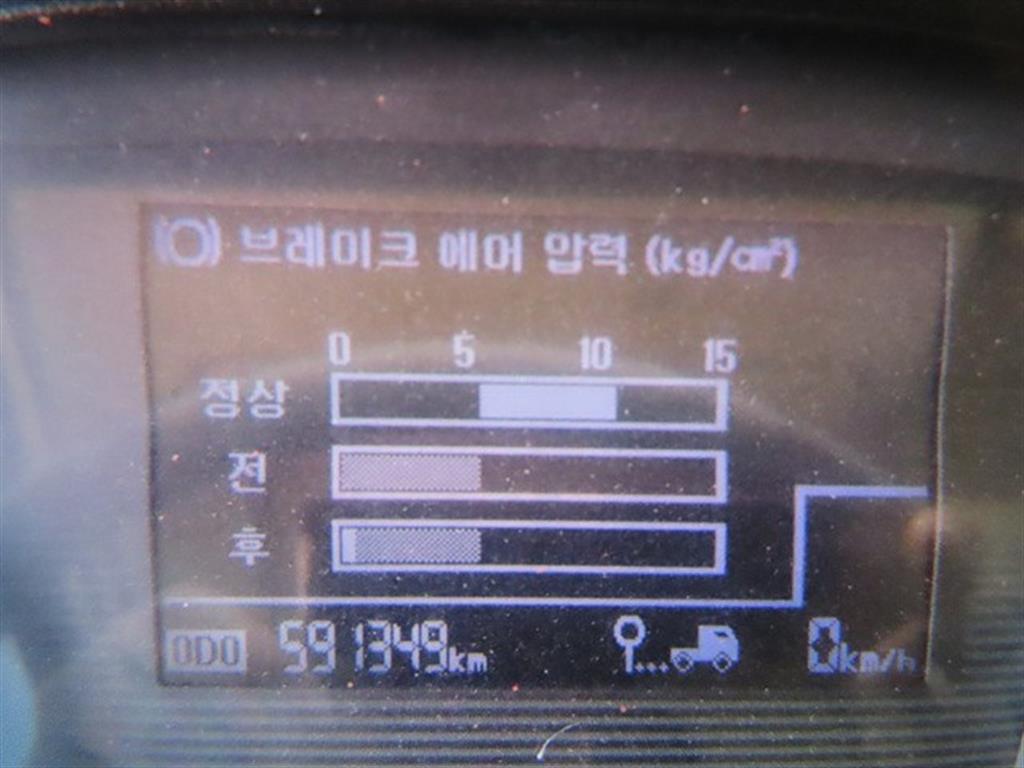 브레이크 에어 압력 (kg/㎠)
0 5 10 15
정상
전
후
ODO 591349km 0km/h